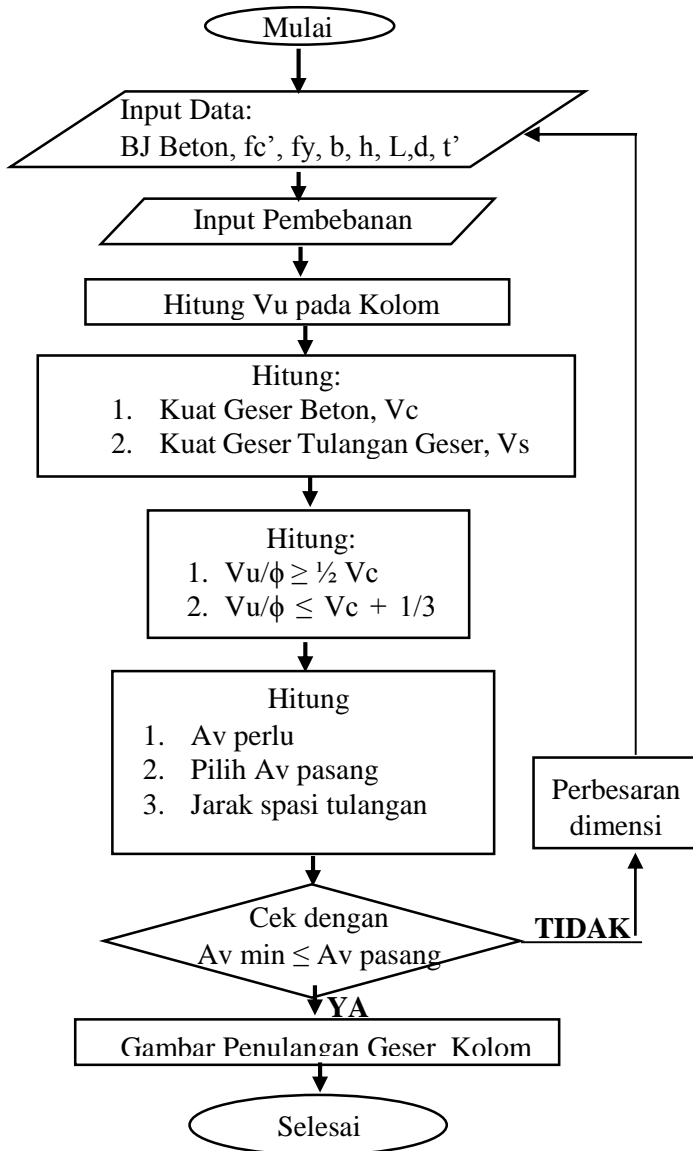 Mulai
Input Data:
BJ Beton, fc’, fy, b, h, L,d, t’
Input Pembebanan
Hitung Vu pada Kolom
Hitung:
1. Kuat Geser Beton, Vc
2. Kuat Geser Tulangan Geser, Vs
Hitung:
1. Vu/ϕ ≥ ½ Vc
2. Vu/ϕ ≤ Vc + 1/3
Hitung
1. Av perlu
2. Pilih Av pasang
3. Jarak spasi tulangan
Perbesaran
dimensi
Cek dengan
Av min ≤ Av pasang
TIDAK
YA
Gambar Penulangan Geser Kolom
Selesai